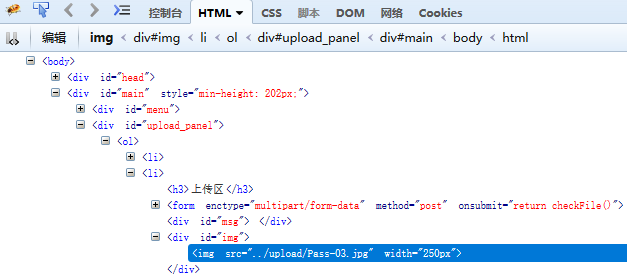 控制台 HTML CSS 脚本 DOM 网络 Cookies
编辑 img < div#img < li < ol < div#upload_panel < div#main < body < html
<body>
<div id="head">
<div id="main" style="min-height: 202px;">
<div id="menu">
<div id="upload_panel">
<ol>
<li>
<li>
<h3>上传区</h3>
<form enctype="multipart/form-data" method="post" onsubmit="return checkFile()">
<div id="msg"> </div>
<div id="img">
<img src="../upload/Pass-03.jpg" width="250px">
</div>